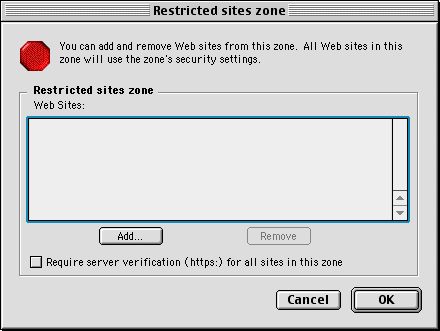 Restricted sites zone
You can add and remove Web sites from this zone. All Web sites in this
zone will use the zone's security settings.
Restricted sites zone
Web Sites:
Add...
Remove
Require server verification (https:) for all sites in this zone
Cancel
OK